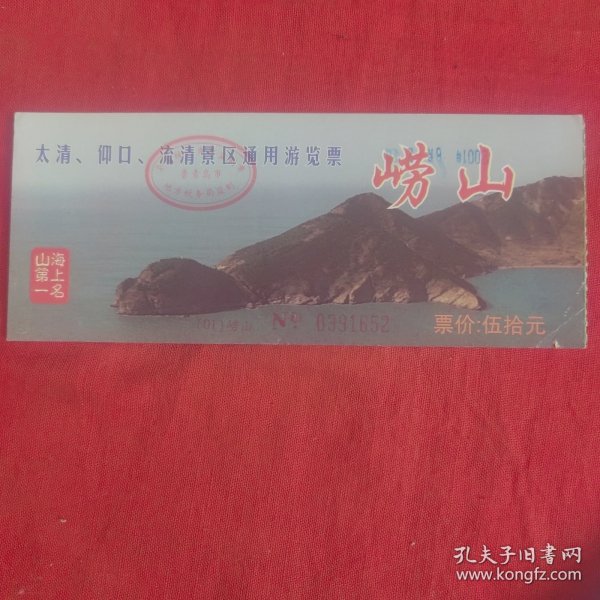 太清、仰口、流清景区通用游览票
崂山
海上名
山第一
(01)崂山 № 0391652
票价:伍拾元
孔夫子旧书网
www.kongfz.com